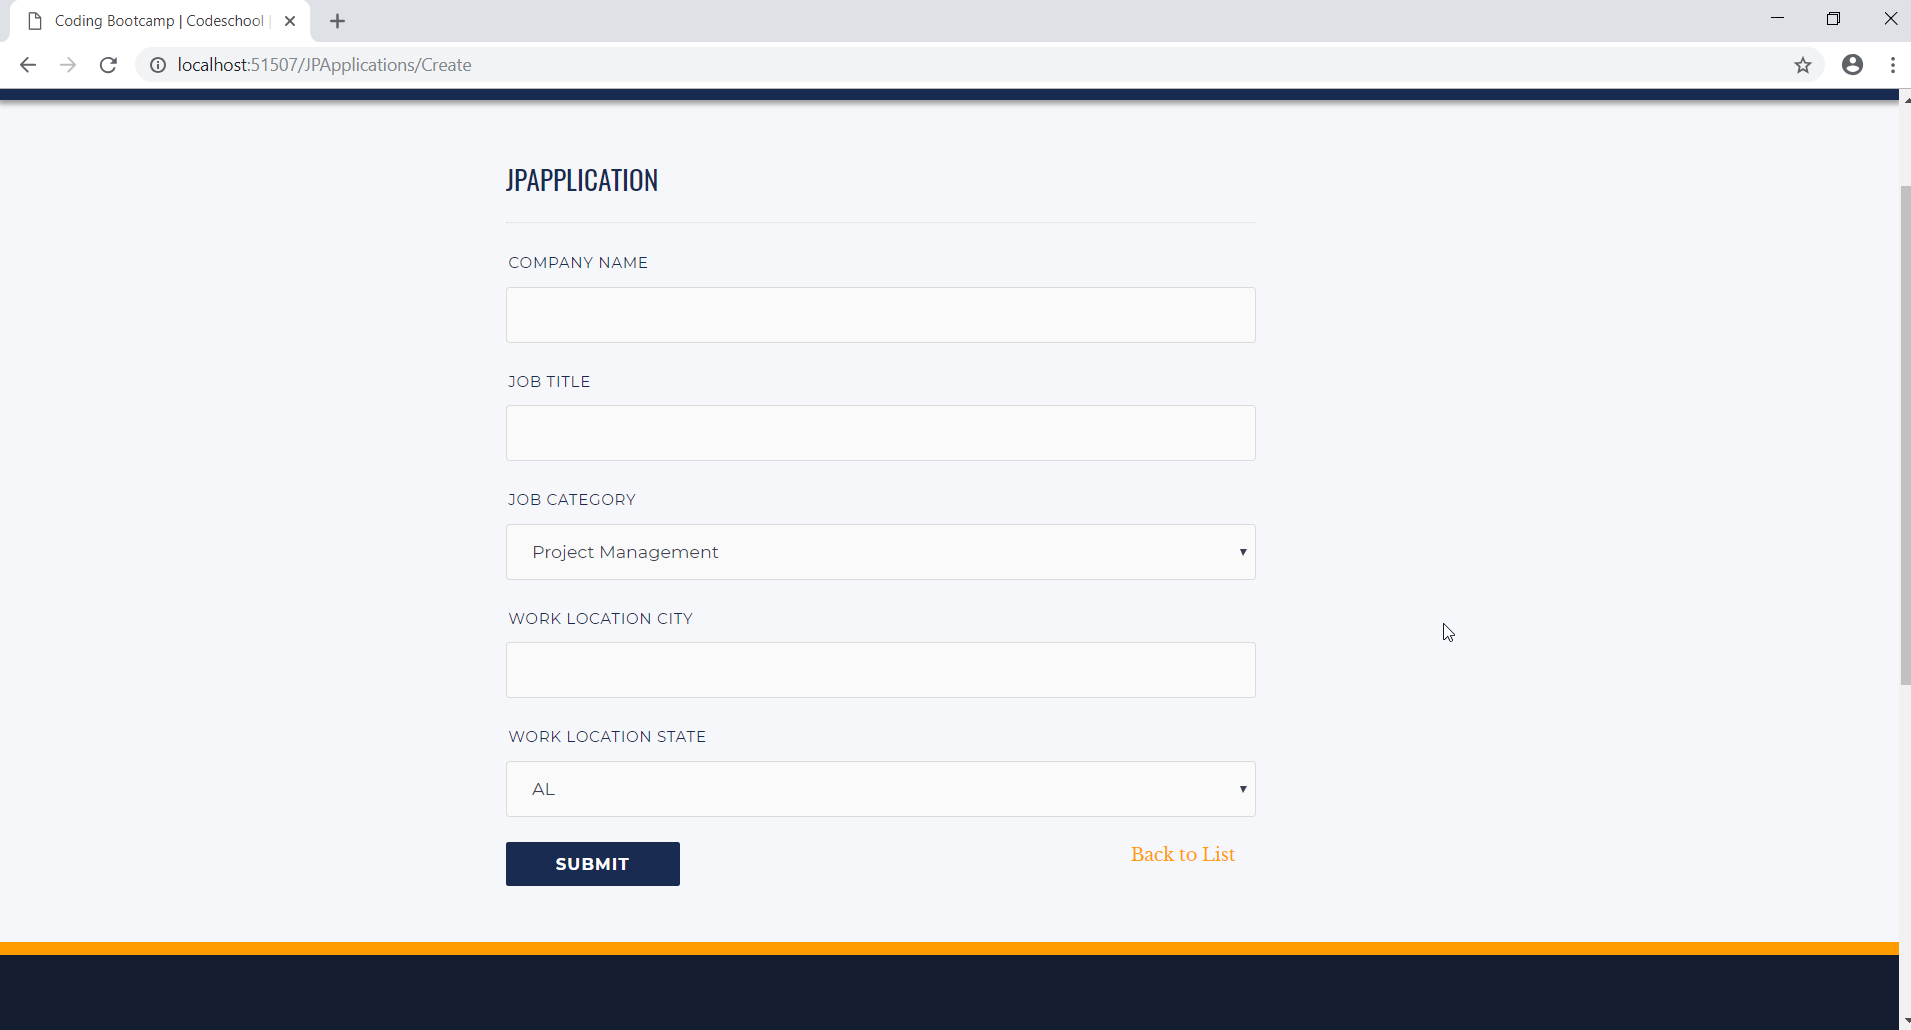 Coding Bootcamp | Codeschool |
localhost:51507/JPApplications/Create
JPAPPLICATION
COMPANY NAME
JOB TITLE
JOB CATEGORY
Project Management
WORK LOCATION CITY
WORK LOCATION STATE
AL
SUBMIT
Back to List